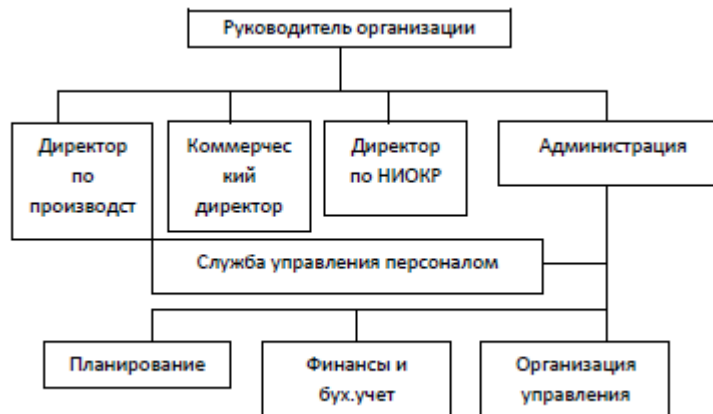 Руководитель организации
Директор
по
производст
Коммерчес
кий
директор
Директор
по НИОКР
Администрация
Служба управления персоналом
Планирование
Финансы и
бух.учет
Организация
управления